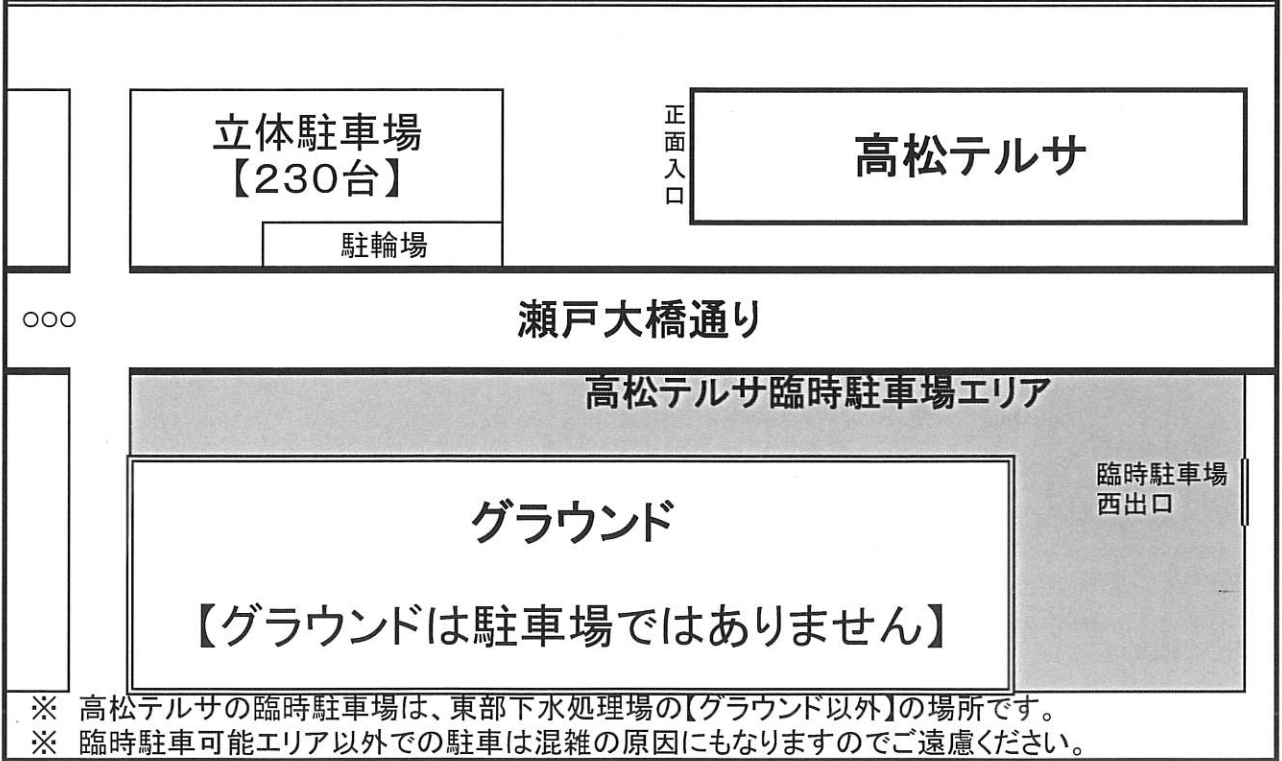 立体駐車場
【230台】
駐輪場
正面入口
高松テルサ
○○○
瀬戸大橋通り
高松テルサ臨時駐車場エリア
臨時駐車場
西出口
グラウンド
【グラウンドは駐車場ではありません】
※ 高松テルサの臨時駐車場は、東部下水処理場の【グラウンド以外】の場所です。
※ 臨時駐車可能エリア以外での駐車は混雑の原因にもなりますのでご遠慮ください。